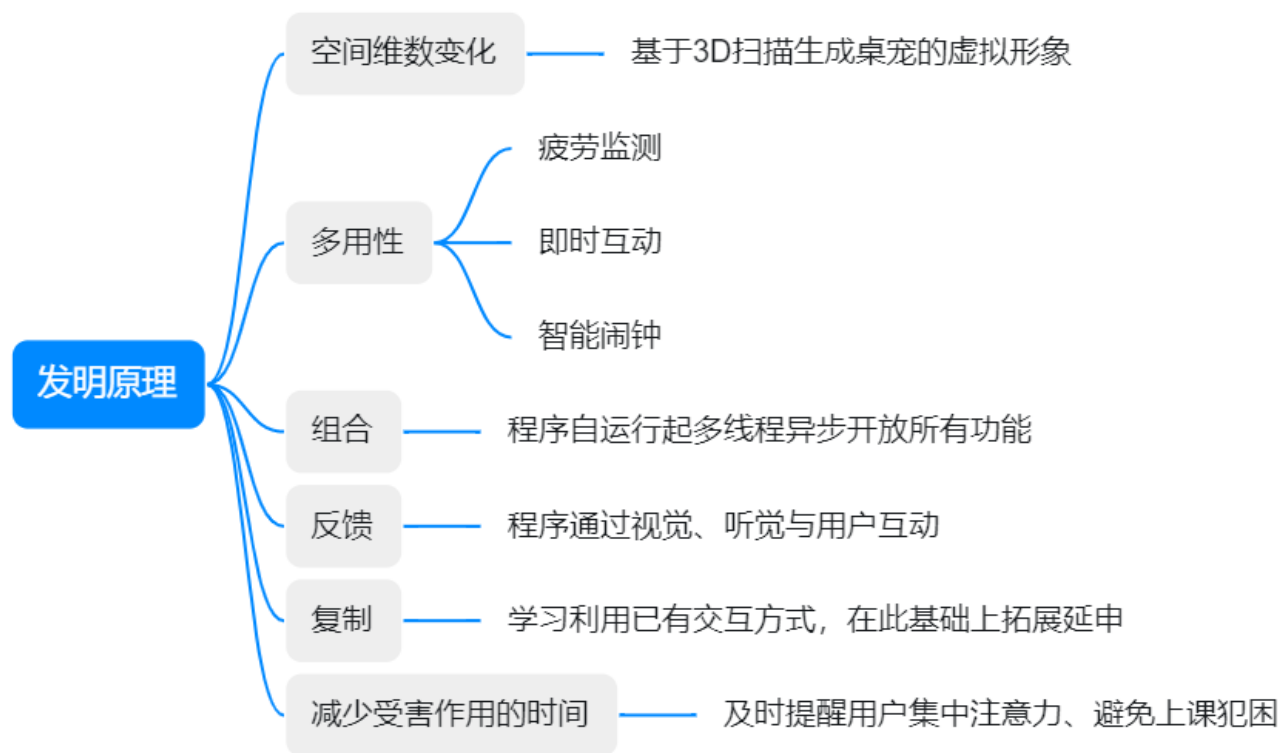 空间维数变化
基于3D扫描生成桌宠的虚拟形象
疲劳监测
多用性
即时互动
智能闹钟
发明原理
组合
程序自运行起多线程异步开放所有功能
反馈
程序通过视觉、听觉与用户互动
复制
学习利用已有交互方式，在此基础上拓展延申
减少受害作用的时间
及时提醒用户集中注意力、避免上课犯困